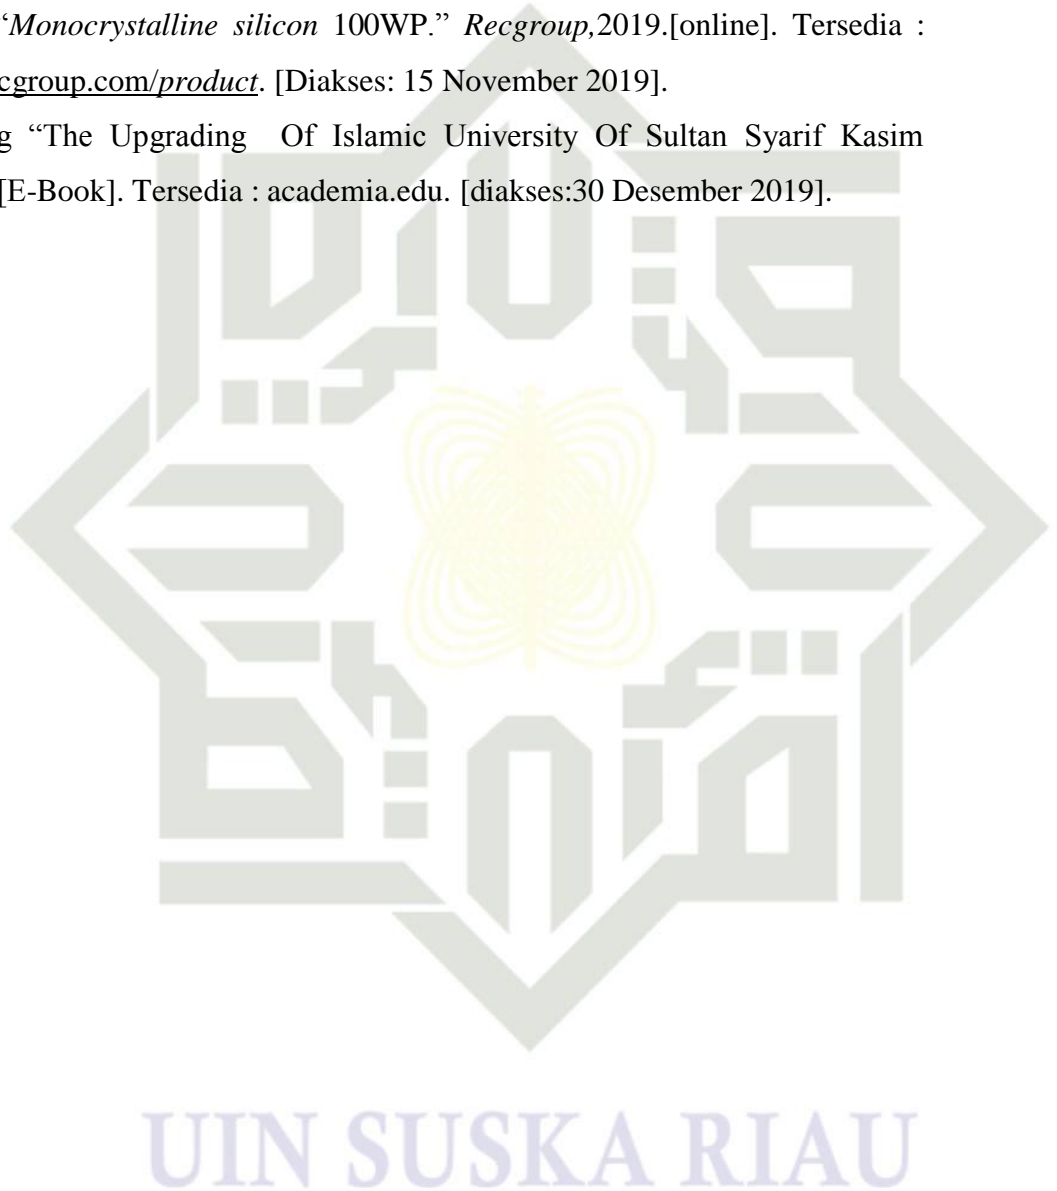 “Monocrystalline silicon 100WP.” Recgroup,2019.[online]. Tersedia :
cgroup.com/product. [Diakses: 15 November 2019].
g “The Upgrading Of Islamic University Of Sultan Syarif Kasim
[E-Book]. Tersedia : academia.edu. [diakses:30 Desember 2019].
UIN SUSKA RIAU